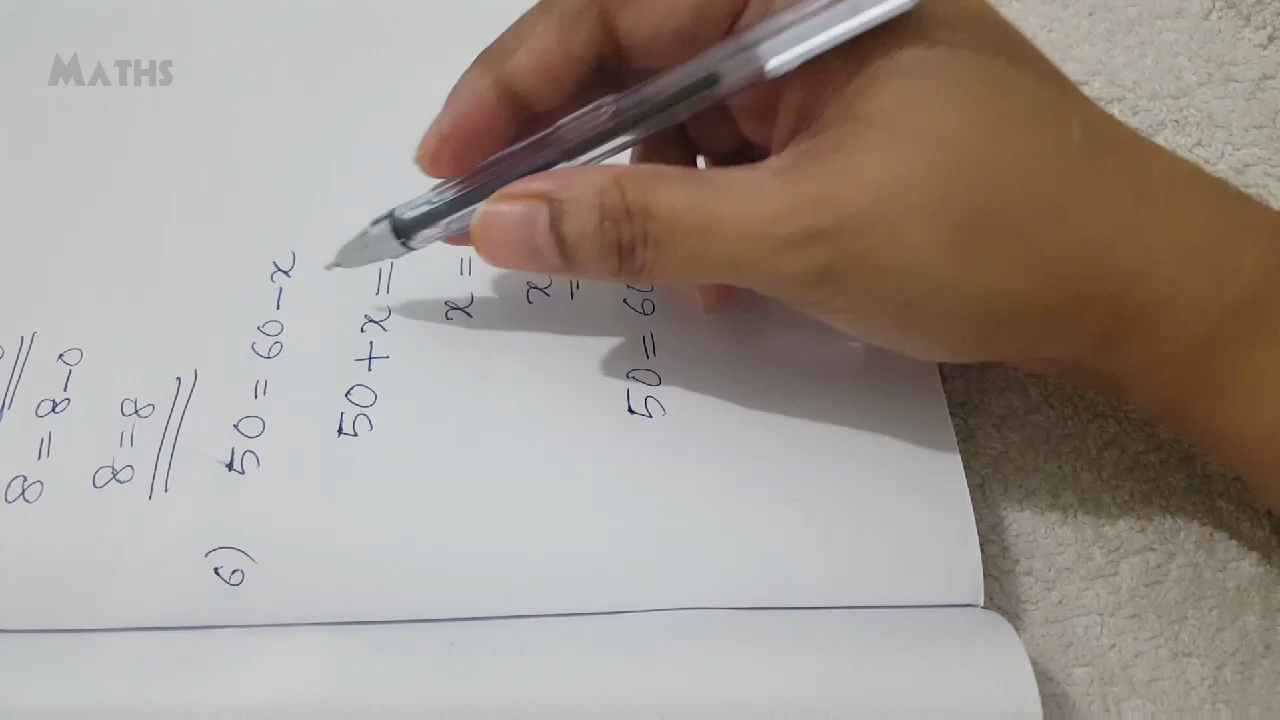 MATHS
8 = 8 - 0
8 = 8
6) 50 = 60 - x
50 + x =
x =
x
50 = 60